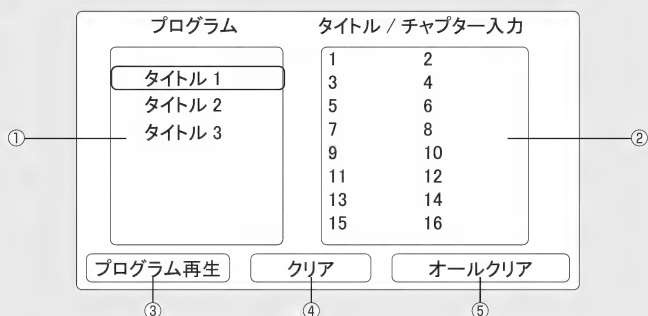 プログラム
タイトル / チャプター入力
タイトル 1
タイトル 2
タイトル 3
1 2
3 4
5 6
7 8
9 10
11 12
13 14
15 16
①
②
プログラム再生
クリア
オールクリア
③
④
⑤